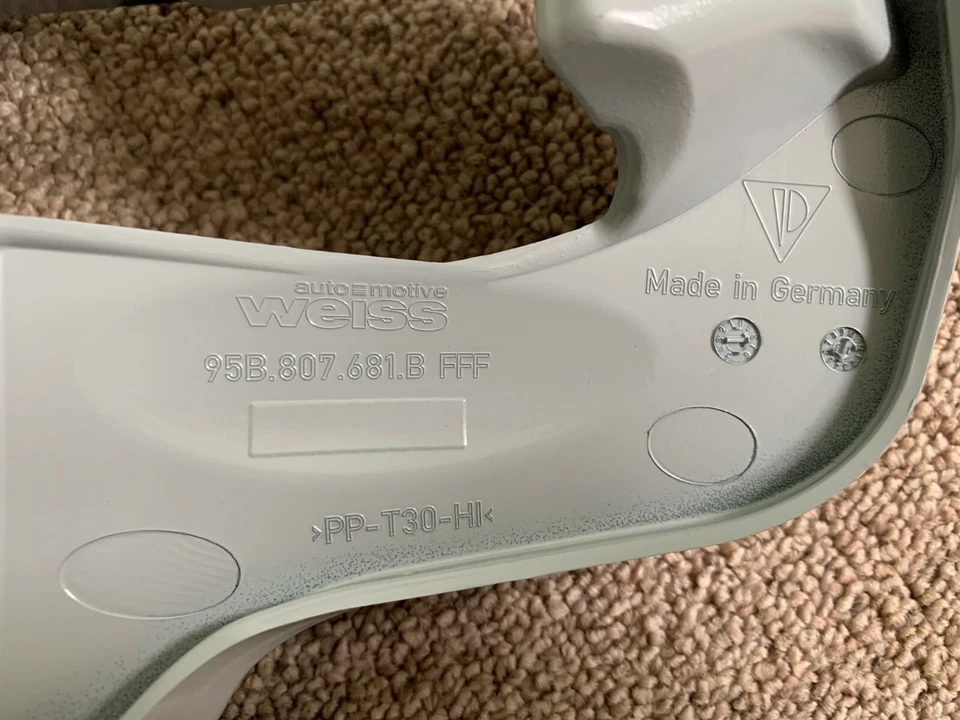 auto=motive
weiss
95B.807.681.B FFF
>PP-T30-HI<
Made in Germany